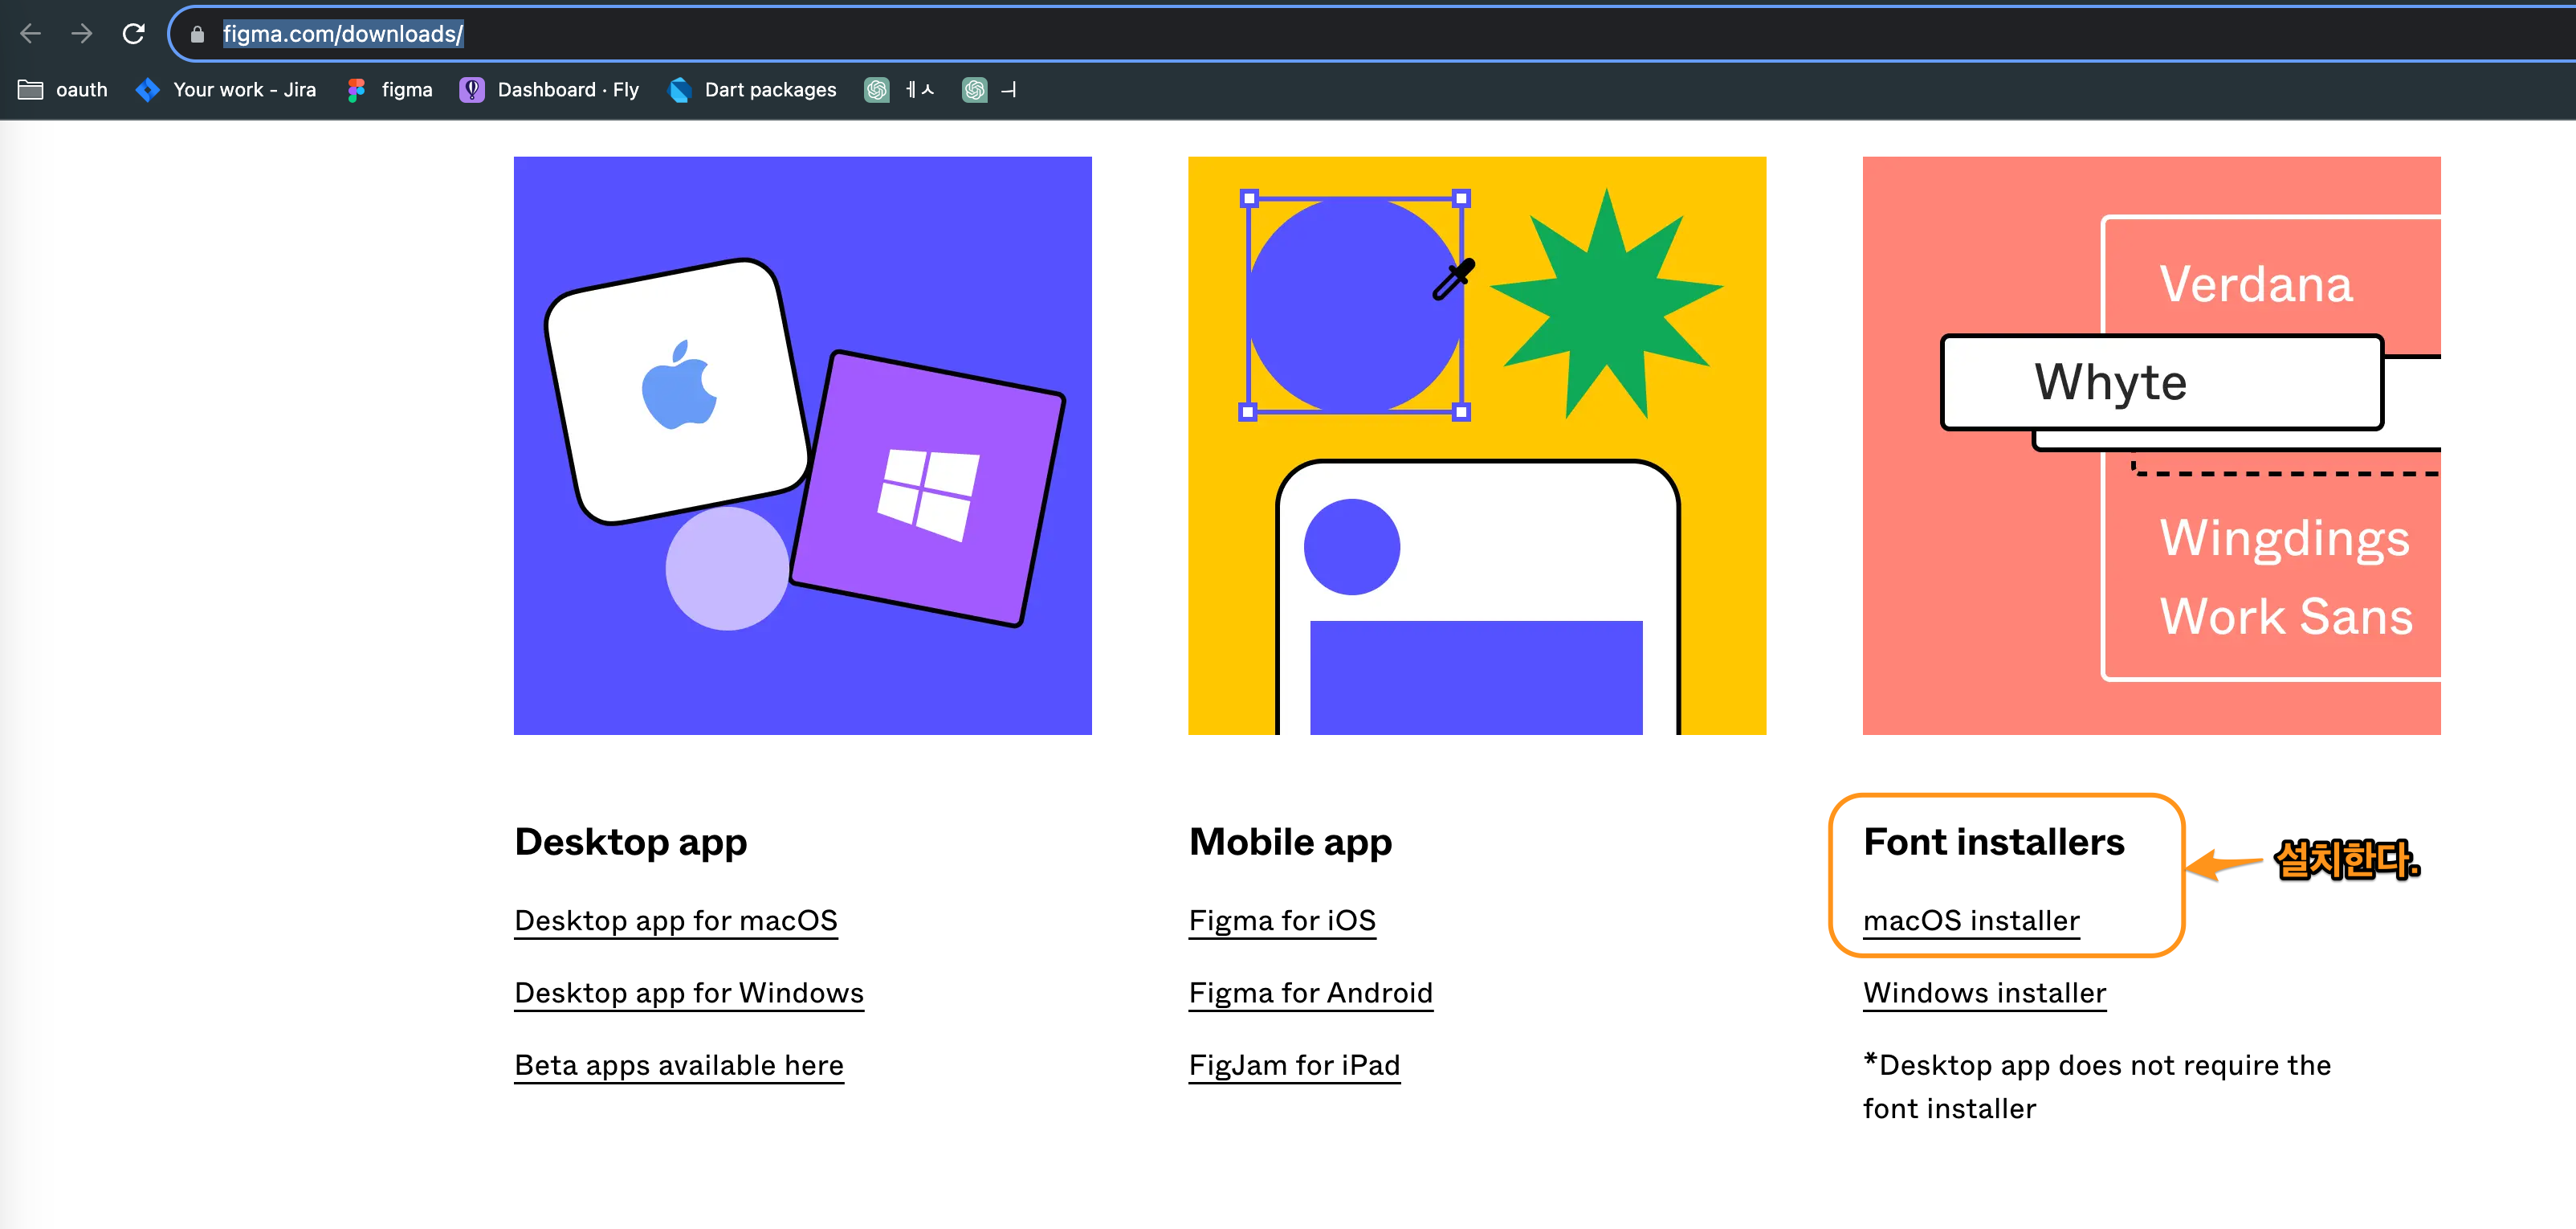 figma.com/downloads/
oauth
Your work - Jira
figma
Dashboard · Fly
Dart packages
ㅔㅅ
ㅢ
Verdana
Whyte
Wingdings
Work Sans
Desktop app
Desktop app for macOS
Desktop app for Windows
Beta apps available here
Mobile app
Figma for iOS
Figma for Android
FigJam for iPad
Font installers
설치한다.
macOS installer
Windows installer
*Desktop app does not require the
font installer